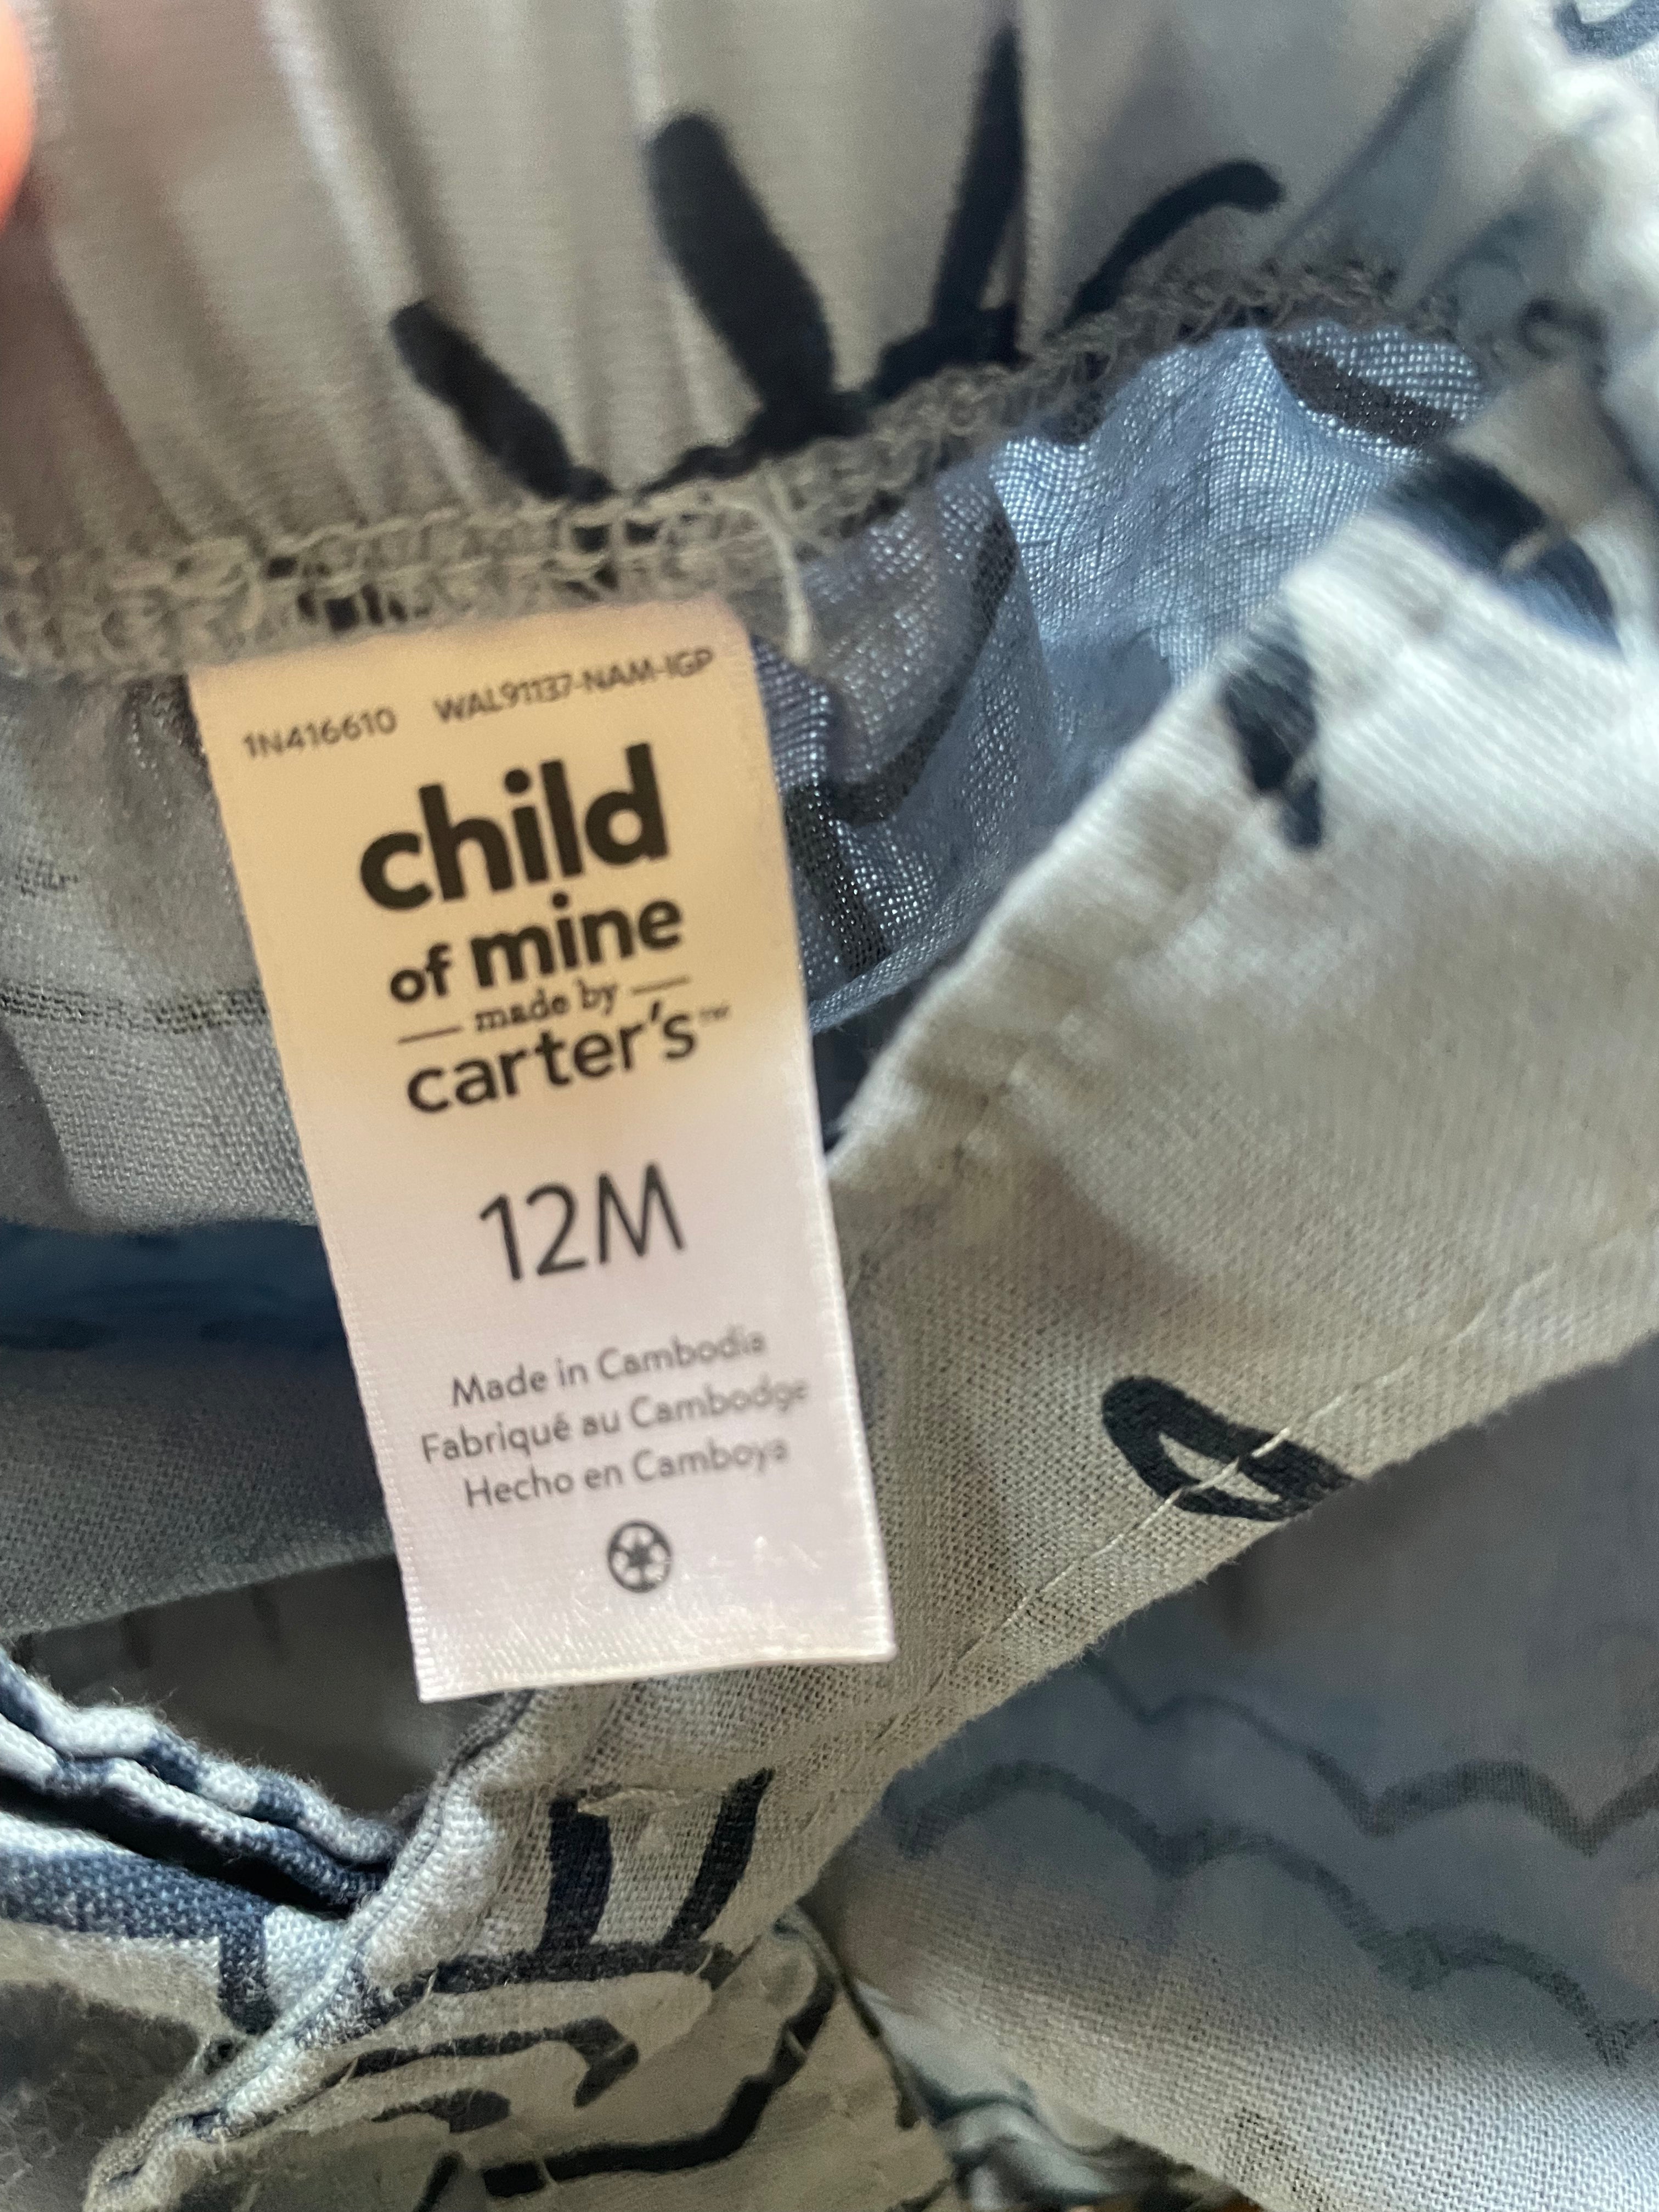 1N416610 WAL91137-NAM-IGP
child
of mine
made by
carter's™
12M
Made in Cambodia
Fabriqué au Cambodge
Hecho en Camboya